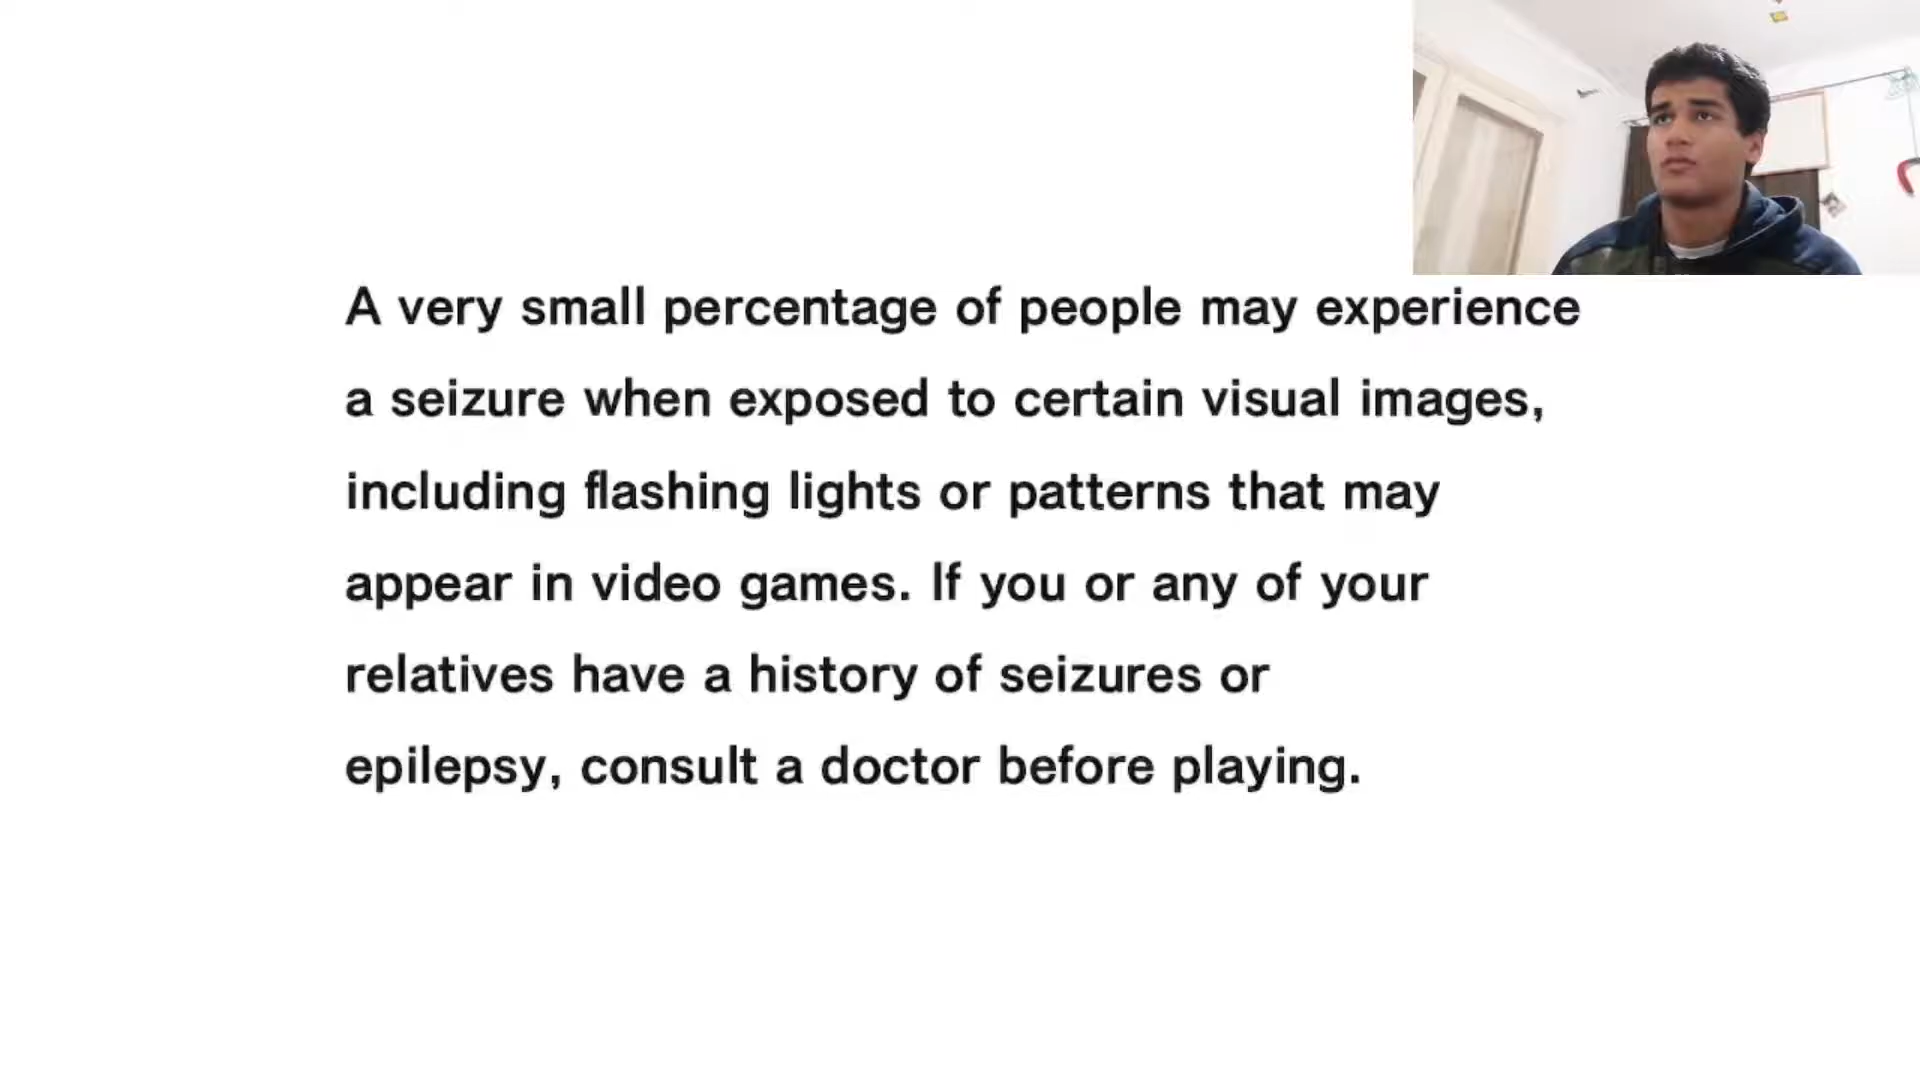 A very small percentage of people may experience
a seizure when exposed to certain visual images,
including flashing lights or patterns that may
appear in video games. If you or any of your
relatives have a history of seizures or
epilepsy, consult a doctor before playing.